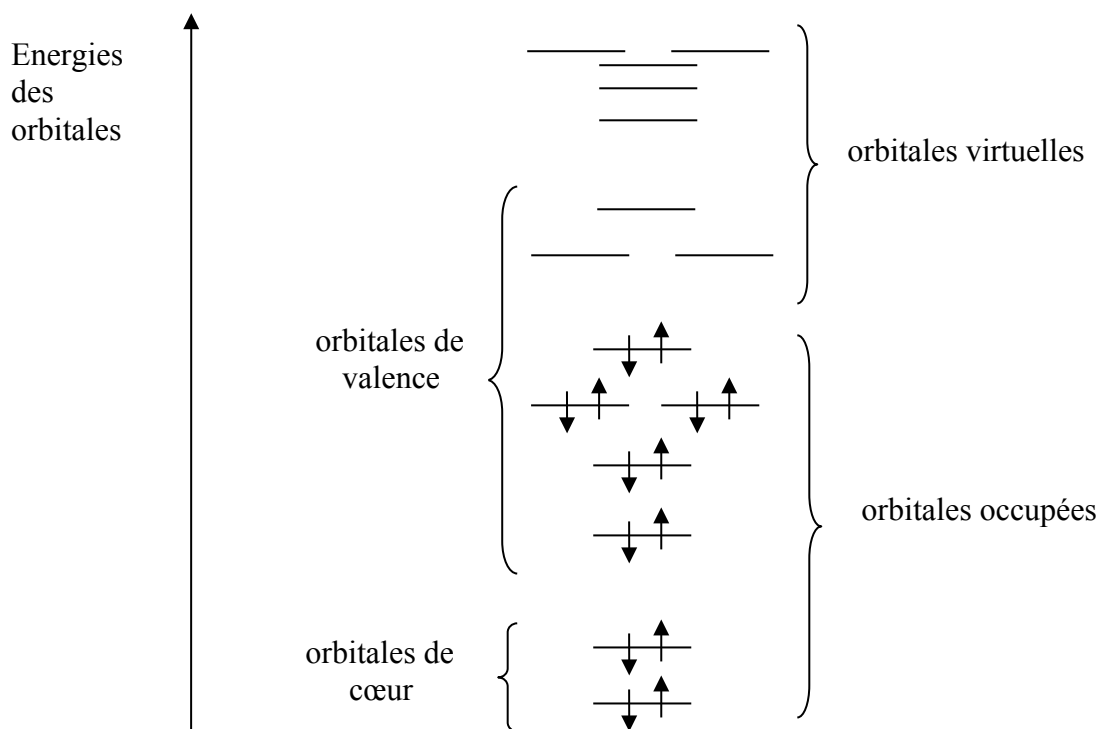 Energies
des
orbitales
orbitales virtuelles
orbitales de
valence
orbitales occupées
orbitales de
cœur